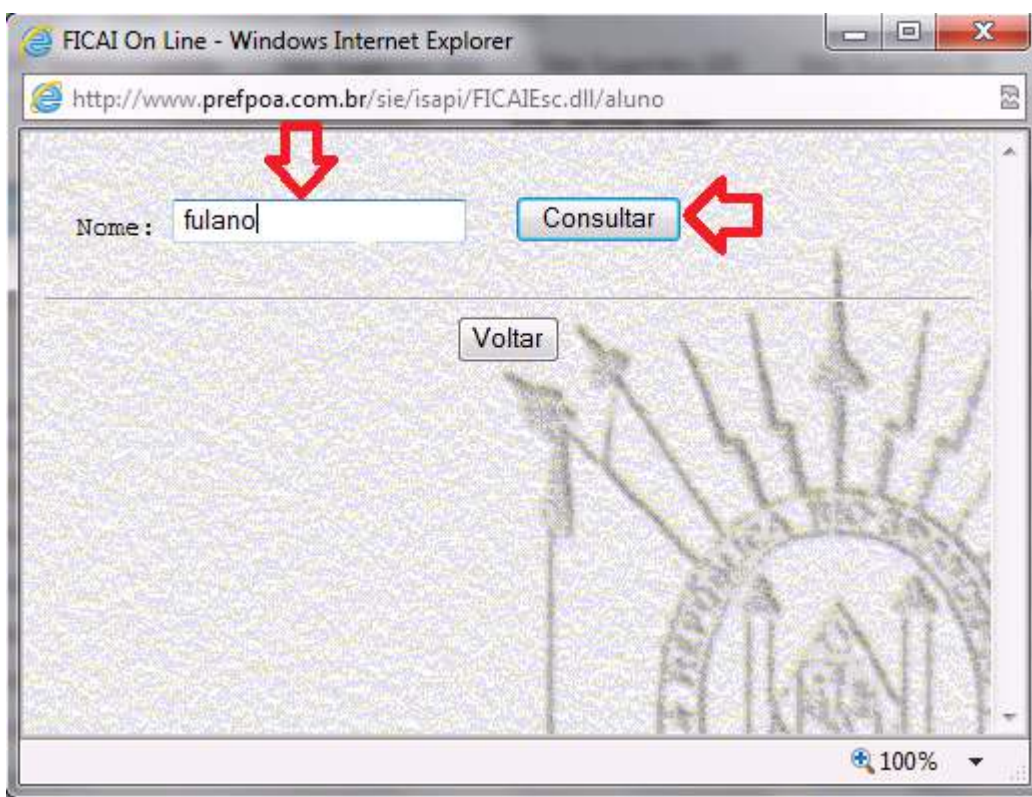 FICAI On Line - Windows Internet Explorer
http://www.prefpoa.com.br/sie/isapi/FICAIEsc.dll/aluno
Nome: fulano Consultar
Voltar
100%